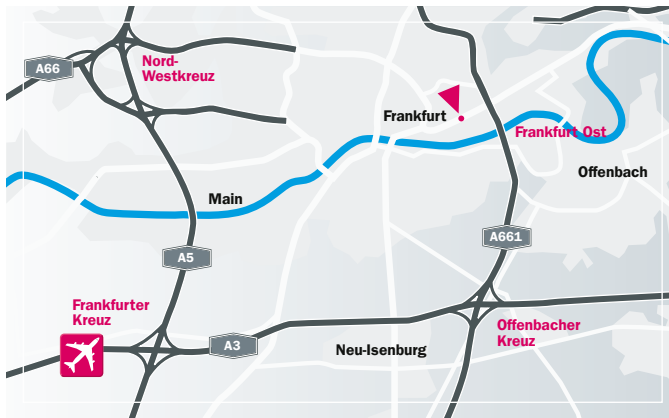 Nord-
Westkreuz
A66
Frankfurt
Frankfurt Ost
Offenbach
Main
A661
A5
Frankfurter
Kreuz
Offenbacher
Kreuz
A3
Neu-Isenburg